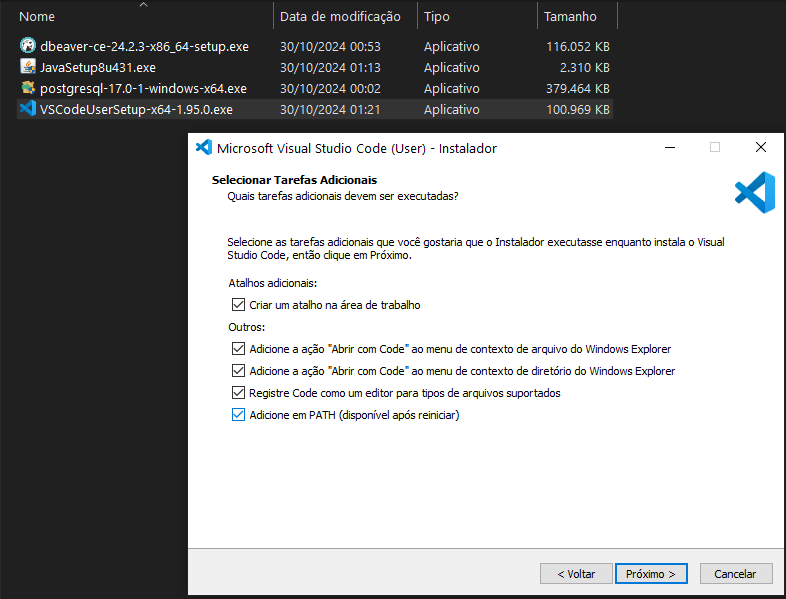 Nome Data de modificação Tipo Tamanho
dbeaver-ce-24.2.3-x86_64-setup.exe 30/10/2024 00:53 Aplicativo 116.052 KB
JavaSetup8u431.exe 30/10/2024 01:13 Aplicativo 2.310 KB
postgresql-17.0-1-windows-x64.exe 30/10/2024 00:02 Aplicativo 379.464 KB
VSCodeUserSetup-x64-1.95.0.exe 30/10/2024 01:21 Aplicativo 100.969 KB
Microsoft Visual Studio Code (User) - Instalador
Selecionar Tarefas Adicionais
Quais tarefas adicionais devem ser executadas?
Selecione as tarefas adicionais que você gostaria que o Instalador executasse enquanto instala o Visual
Studio Code, então clique em Próximo.
Atalhos adicionais:
Criar um atalho na área de trabalho
Outros:
Adicione a ação "Abrir com Code" ao menu de contexto de arquivo do Windows Explorer
Adicione a ação "Abrir com Code" ao menu de contexto de diretório do Windows Explorer
Registre Code como um editor para tipos de arquivos suportados
Adicione em PATH (disponível após reiniciar)
< Voltar Próximo > Cancelar